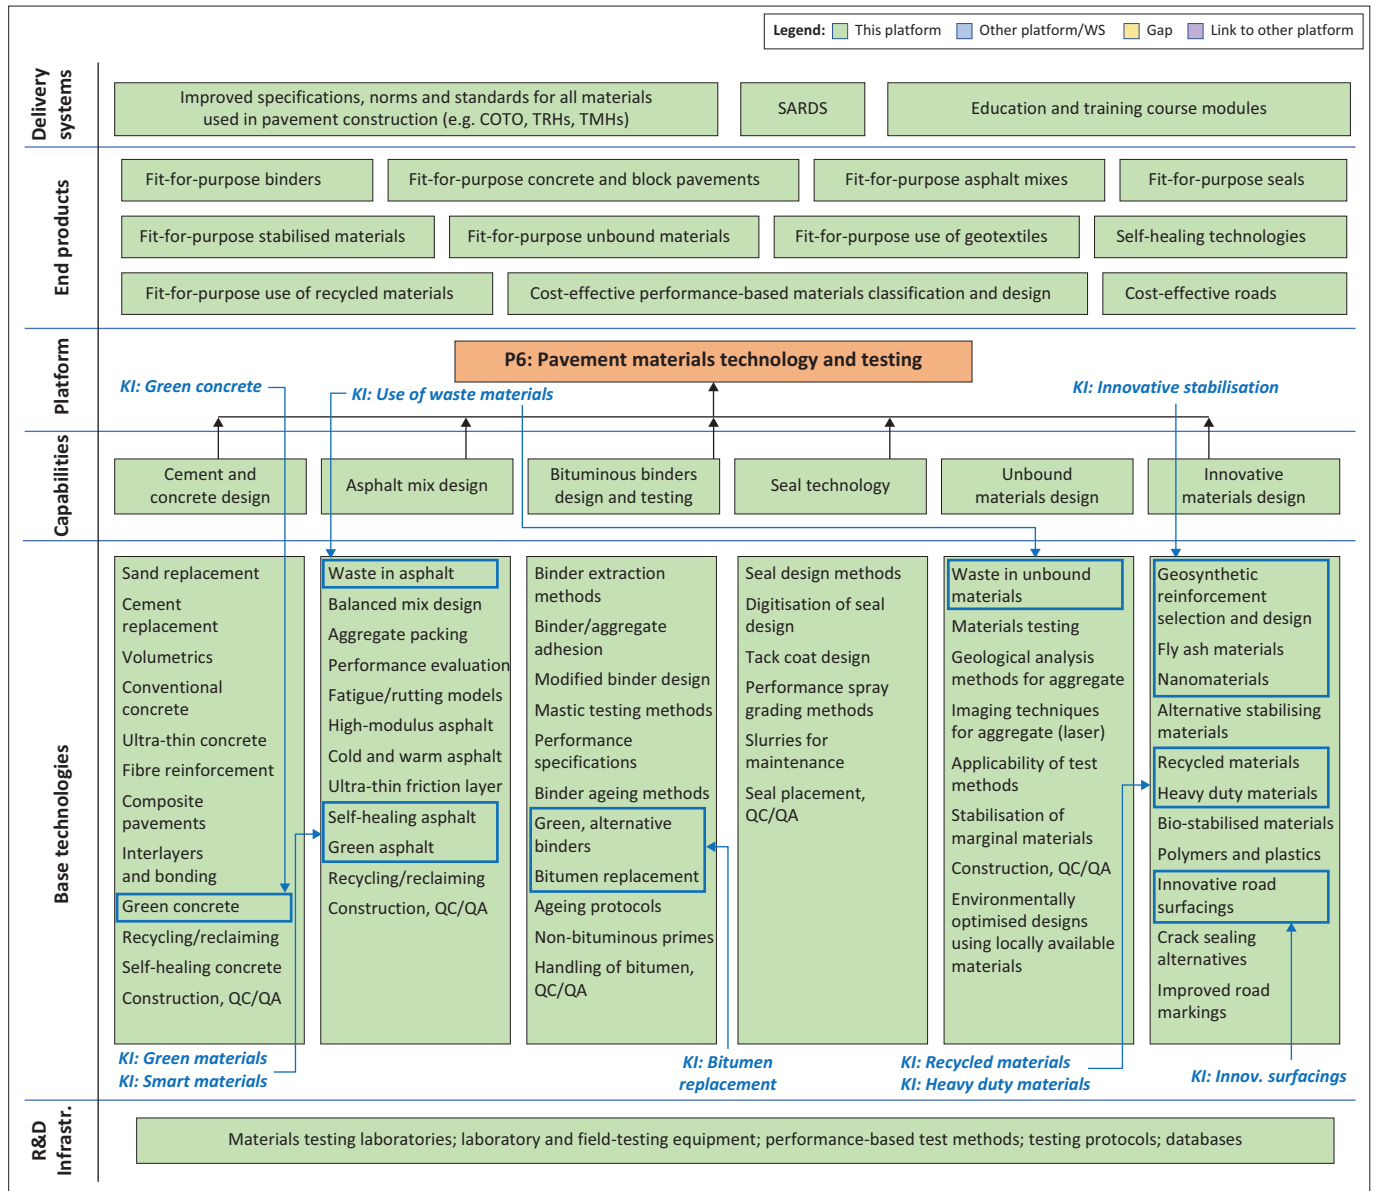 Legend: This platform Other platform/WS Gap Link to other platform
Delivery
systems
Improved specifications, norms and standards for all materials
used in pavement construction (e.g. COTO, TRHs, TMHs)
SARDS
Education and training course modules
End products
Fit-for-purpose binders
Fit-for-purpose concrete and block pavements
Fit-for-purpose asphalt mixes
Fit-for-purpose seals
Fit-for-purpose stabilised materials
Fit-for-purpose unbound materials
Fit-for-purpose use of geotextiles
Self-healing technologies
Fit-for-purpose use of recycled materials
Cost-effective performance-based materials classification and design
Cost-effective roads
Platform
P6: Pavement materials technology and testing
KI: Green concrete
KI: Use of waste materials
KI: Innovative stabilisation
Capabilities
Cement and
concrete design
Asphalt mix design
Bituminous binders
design and testing
Seal technology
Unbound
materials design
Innovative
materials design
Base technologies
Sand replacement
Cement
replacement
Volumetrics
Conventional
concrete
Ultra-thin concrete
Fibre reinforcement
Composite
pavements
Interlayers
and bonding
Green concrete
Recycling/reclaiming
Self-healing concrete
Construction, QC/QA
Waste in asphalt
Balanced mix design
Aggregate packing
Performance evaluation
Fatigue/rutting models
High-modulus asphalt
Cold and warm asphalt
Ultra-thin friction layer
Self-healing asphalt
Green asphalt
Recycling/reclaiming
Construction, QC/QA
Binder extraction
methods
Binder/aggregate
adhesion
Modified binder design
Mastic testing methods
Performance
specifications
Binder ageing methods
Green, alternative
binders
Bitumen replacement
Ageing protocols
Non-bituminous primes
Handling of bitumen,
QC/QA
Seal design methods
Digitisation of seal
design
Tack coat design
Performance spray
grading methods
Slurries for
maintenance
Seal placement,
QC/QA
Waste in unbound
materials
Materials testing
Geological analysis
methods for aggregate
Imaging techniques
for aggregate (laser)
Applicability of test
methods
Stabilisation of
marginal materials
Construction, QC/QA
Environmentally
optimised designs
using locally available
materials
Geosynthetic
reinforcement
selection and design
Fly ash materials
Nanomaterials
Alternative stabilising
materials
Recycled materials
Heavy duty materials
Bio-stabilised materials
Polymers and plastics
Innovative road
surfacings
Crack sealing
alternatives
Improved road
markings
KI: Green materials
KI: Smart materials
KI: Bitumen
replacement
KI: Recycled materials
KI: Heavy duty materials
KI: Innov. surfacings
R&D
Infrastr.
Materials testing laboratories; laboratory and field-testing equipment; performance-based test methods; testing protocols; databases